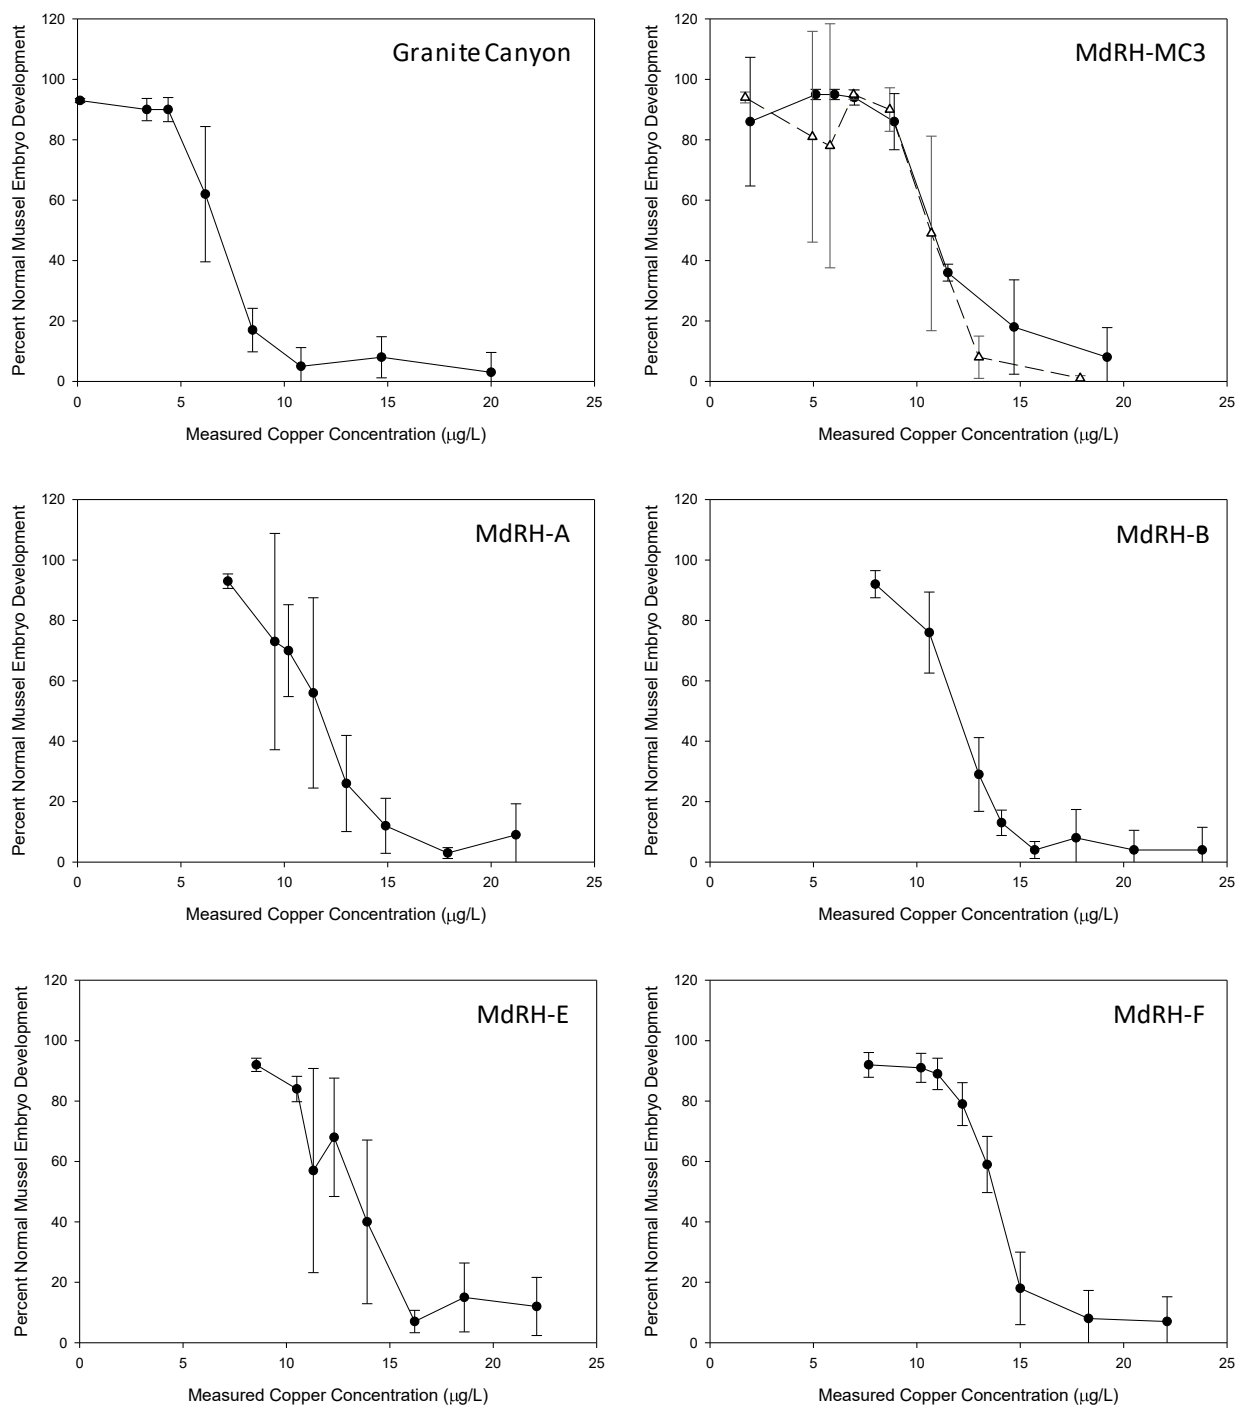 Granite Canyon
Percent Normal Mussel Embryo Development
120
100
80
60
40
20
0
0 5 10 15 20 25
Measured Copper Concentration (μg/L)
MdRH-MC3
Percent Normal Mussel Embryo Development
120
100
80
60
40
20
0
0 5 10 15 20 25
Measured Copper Concentration (μg/L)
MdRH-A
Percent Normal Mussel Embryo Development
120
100
80
60
40
20
0
0 5 10 15 20 25
Measured Copper Concentration (μg/L)
MdRH-B
Percent Normal Mussel Embryo Development
120
100
80
60
40
20
0
0 5 10 15 20 25
Measured Copper Concentration (μg/L)
MdRH-E
Percent Normal Mussel Embryo Development
120
100
80
60
40
20
0
0 5 10 15 20 25
Measured Copper Concentration (μg/L)
MdRH-F
Percent Normal Mussel Embryo Development
120
100
80
60
40
20
0
0 5 10 15 20 25
Measured Copper Concentration (μg/L)